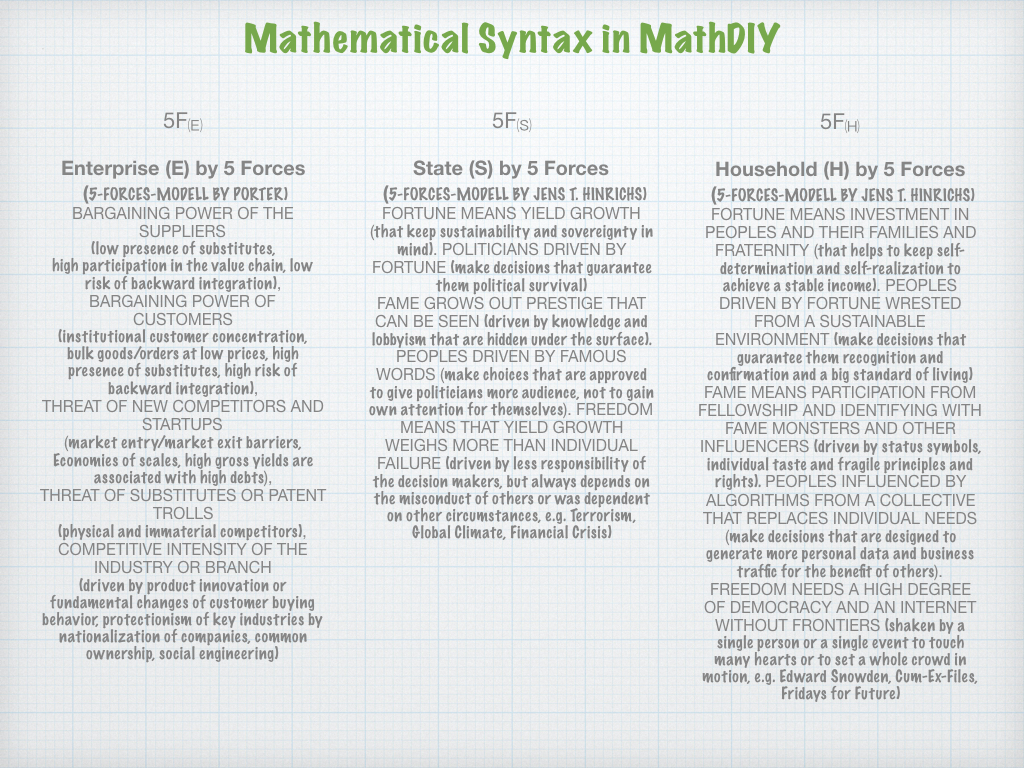 Mathematical Syntax in MathDIY
5F(E)
Enterprise (E) by 5 Forces
(5-FORCES-MODELL BY PORTER)
BARGAINING POWER OF THE
SUPPLIERS
(low presence of substitutes,
high participation in the value chain, low
risk of backward integration),
BARGAINING POWER OF
CUSTOMERS
(institutional customer concentration,
bulk goods/orders at low prices, high
presence of substitutes, high risk of
backward integration),
THREAT OF NEW COMPETITORS AND
STARTUPS
(market entry/market exit barriers,
Economies of scales, high gross yields are
associated with high debts),
THREAT OF SUBSTITUTES OR PATENT
TROLLS
(physical and immaterial competitors),
COMPETITIVE INTENSITY OF THE
INDUSTRY OR BRANCH
(driven by product innovation or
fundamental changes of customer buying
behavior, protectionism of key industries by
nationalization of companies, common
ownership, social engineering)
5F(S)
State (S) by 5 Forces
(5-FORCES-MODELL BY JENS T. HINRICHS)
FORTUNE MEANS YIELD GROWTH
(that keep sustainability and sovereignty in
mind). POLITICIANS DRIVEN BY
FORTUNE (make decisions that guarantee
them political survival)
FAME GROWS OUT PRESTIGE THAT
CAN BE SEEN (driven by knowledge and
lobbyism that are hidden under the surface).
PEOPLES DRIVEN BY FAMOUS
WORDS (make choices that are approved
to give politicians more audience, not to gain
own attention for themselves). FREEDOM
MEANS THAT YIELD GROWTH
WEIGHS MORE THAN INDIVIDUAL
FAILURE (driven by less responsibility of
the decision makers, but always depends on
the misconduct of others or was dependent
on other circumstances, e.g. Terrorism,
Global Climate, Financial Crisis)
5F(H)
Household (H) by 5 Forces
(5-FORCES-MODELL BY JENS T. HINRICHS)
FORTUNE MEANS INVESTMENT IN
PEOPLES AND THEIR FAMILIES AND
FRATERNITY (that helps to keep self-
determination and self-realization to
achieve a stable income). PEOPLES
DRIVEN BY FORTUNE WRESTED
FROM A SUSTAINABLE
ENVIRONMENT (make decisions that
guarantee them recognition and
confirmation and a big standard of living)
FAME MEANS PARTICIPATION FROM
FELLOWSHIP AND IDENTIFYING WITH
FAME MONSTERS AND OTHER
INFLUENCERS (driven by status symbols,
individual taste and fragile principles and
rights). PEOPLES INFLUENCED BY
ALGORITHMS FROM A COLLECTIVE
THAT REPLACES INDIVIDUAL NEEDS
(make decisions that are designed to
generate more personal data and business
traffic for the benefit of others).
FREEDOM NEEDS A HIGH DEGREE
OF DEMOCRACY AND AN INTERNET
WITHOUT FRONTIERS (shaken by a
single person or a single event to touch
many hearts or to set a whole crowd in
motion, e.g. Edward Snowden, Cum-Ex-Files,
Fridays for Future)